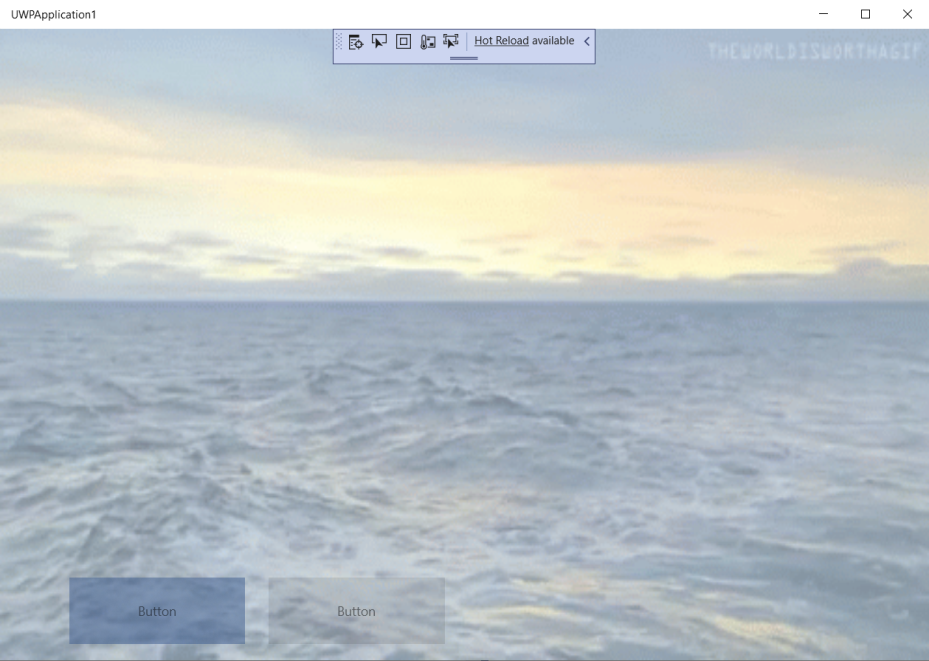 UWPApplication1
Hot Reload available
THEWORLDISWORTHAGIF
Button
Button